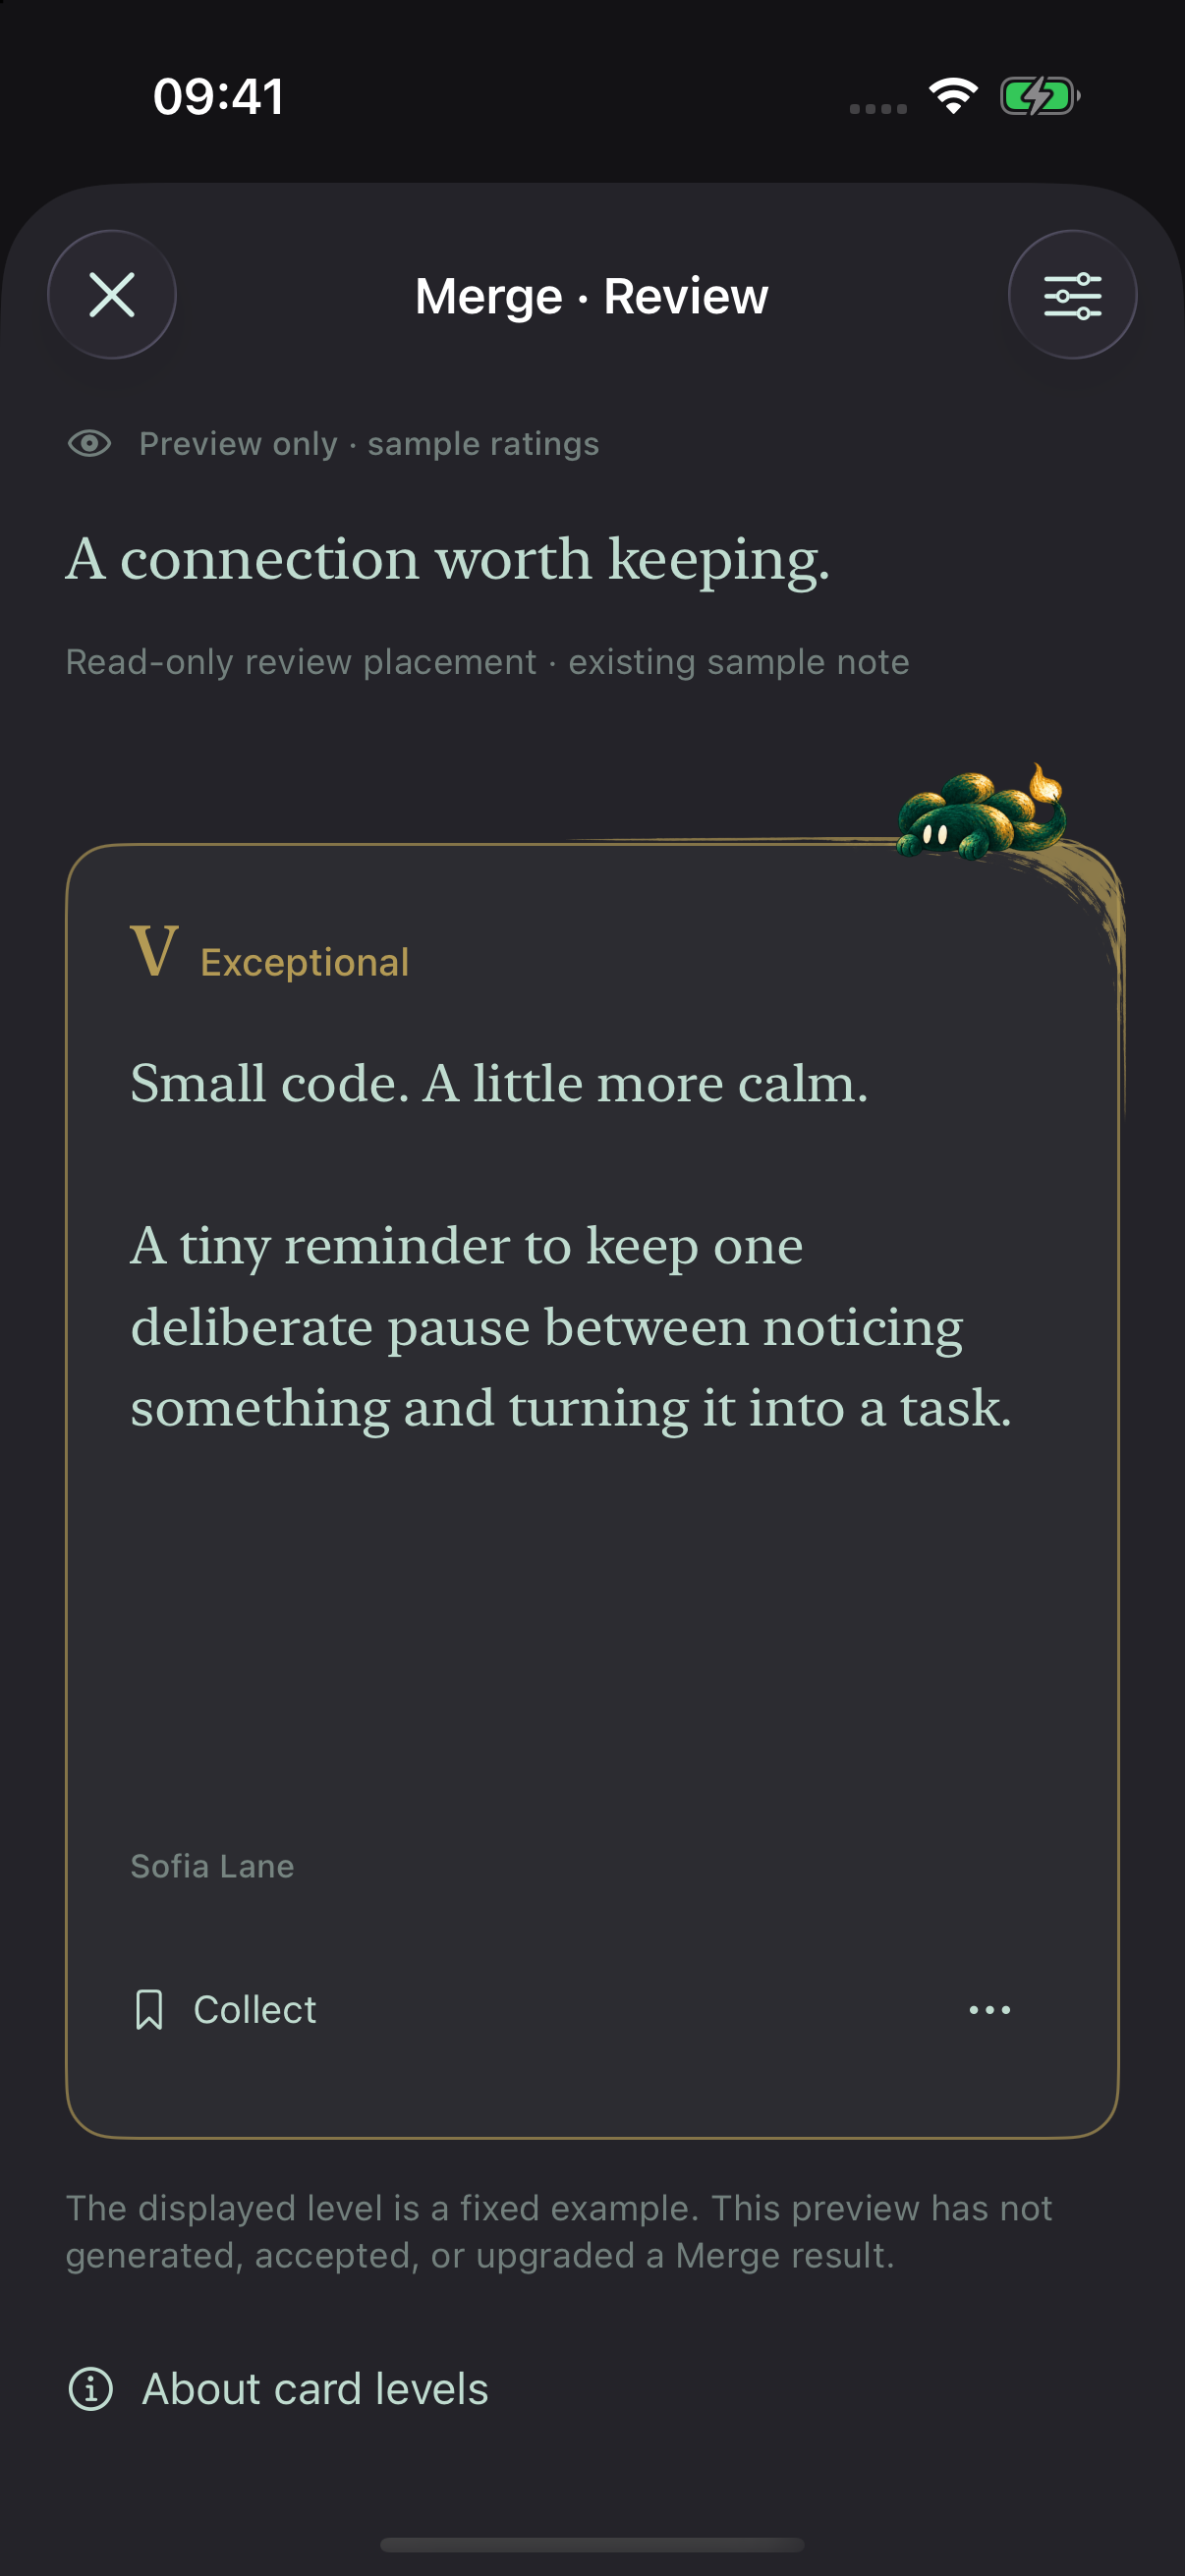 09:41
Merge · Review
Preview only · sample ratings
A connection worth keeping.
Read-only review placement · existing sample note
V Exceptional
Small code. A little more calm.
A tiny reminder to keep one
deliberate pause between noticing
something and turning it into a task.
Sofia Lane
Collect
The displayed level is a fixed example. This preview has not
generated, accepted, or upgraded a Merge result.
About card levels